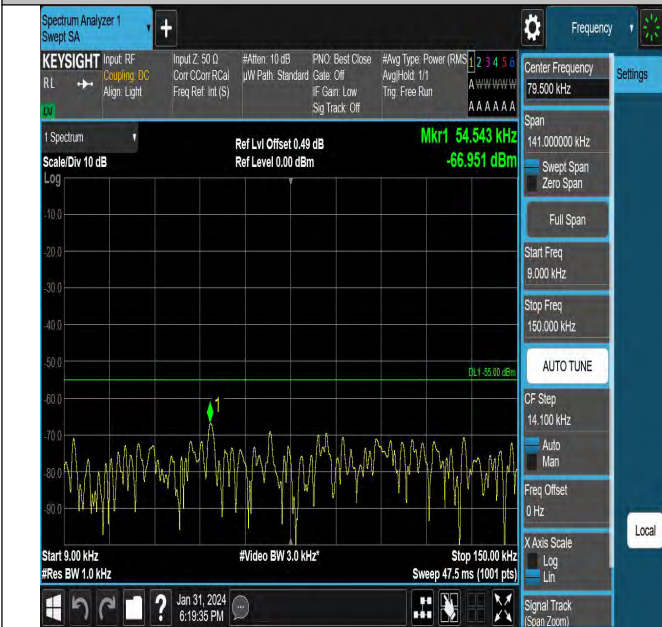 Spectrum Analyzer 1
Swept SA
Frequency
KEYSIGHT
RL
Input: RF
Coupling: DC
Align: Light
Input Z: 50 Ω
Corr CCorr RCal
Freq Ref: Int (S)
#Atten: 10 dB
µW Path: Standard
PNO: Best Close
Gate: Off
IF Gain: Low
Sig Track: Off
#Avg Type: Power (RMS
Avg|Hold: 1/1
Trig: Free Run
1 2 3 4 5 6
A W W W W W
A A A A A A
Center Frequency
79.500 kHz
Settings
1 Spectrum
Scale/Div 10 dB
Log
Ref Lvl Offset 0.49 dB
Ref Level 0.00 dBm
Mkr1 54.543 kHz
-66.951 dBm
Span
141.000000 kHz
Swept Span
Zero Span
Full Span
Start Freq
9.000 kHz
Stop Freq
150.000 kHz
AUTO TUNE
CF Step
14.100 kHz
Auto
Man
Freq Offset
0 Hz
X Axis Scale
Log
Lin
Signal Track
(Span Zoom)
Local
-10.0
-20.0
-30.0
-40.0
-50.0
DL1 -55.00 dBm
-60.0
1
-70.0
-80.0
-90.0
Start 9.00 kHz
#Res BW 1.0 kHz
#Video BW 3.0 kHz*
Stop 150.00 kHz
Sweep 47.5 ms (1001 pts)
?
Jan 31, 2024
6:19:35 PM